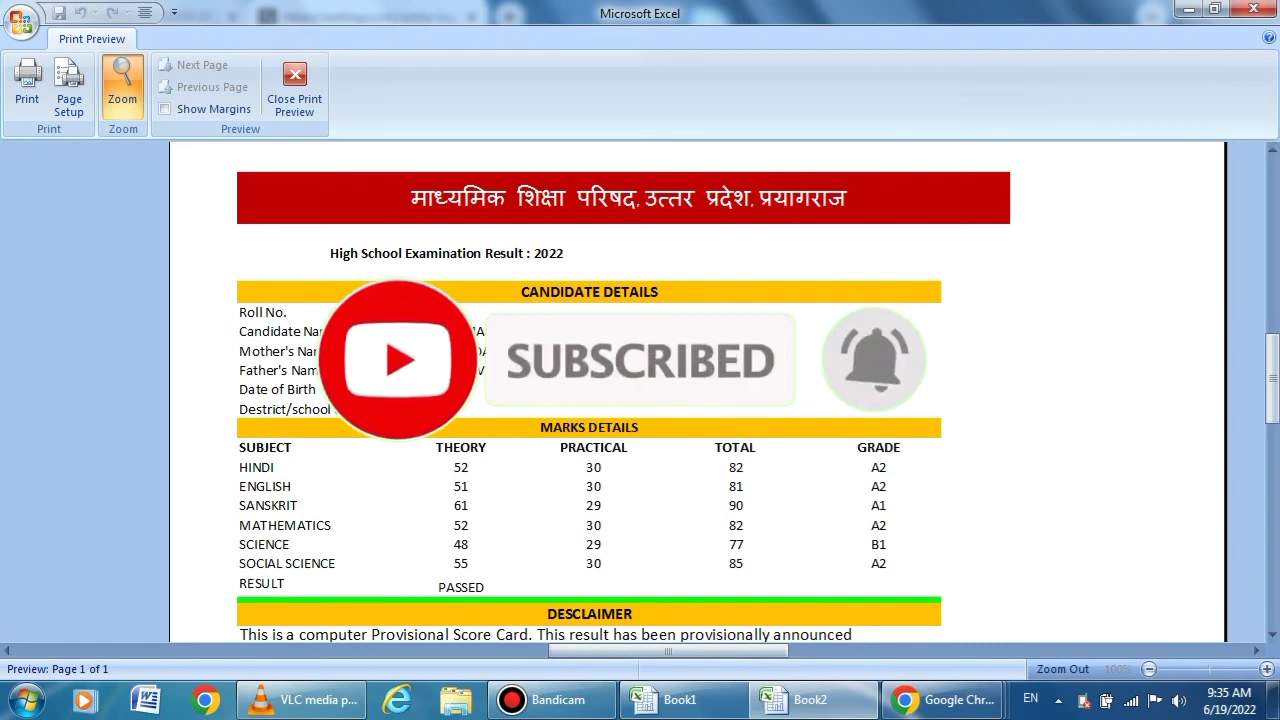 Microsoft Excel
Print Preview
Print
Page Setup
Zoom
Next Page
Previous Page
Show Margins
Close Print Preview
Print
Zoom
Preview
माध्यमिक शिक्षा परिषद, उत्तर प्रदेश, प्रयागराज
High School Examination Result : 2022
CANDIDATE DETAILS
Roll No.
Candidate Na
Mother's Na
Father's Nam
Date of Birth
Destrict/school
SUBSCRIBED
MARKS DETAILS
SUBJECT THEORY PRACTICAL TOTAL GRADE
HINDI 52 30 82 A2
ENGLISH 51 30 81 A2
SANSKRIT 61 29 90 A1
MATHEMATICS 52 30 82 A2
SCIENCE 48 29 77 B1
SOCIAL SCIENCE 55 30 85 A2
RESULT PASSED
DESCLAIMER
This is a computer Provisional Score Card. This result has been provisionally announced
Preview: Page 1 of 1 Zoom Out 100%
VLC media p... Bandicam Book1 Book2 Google Chr... EN 9:35 AM
6/19/2022